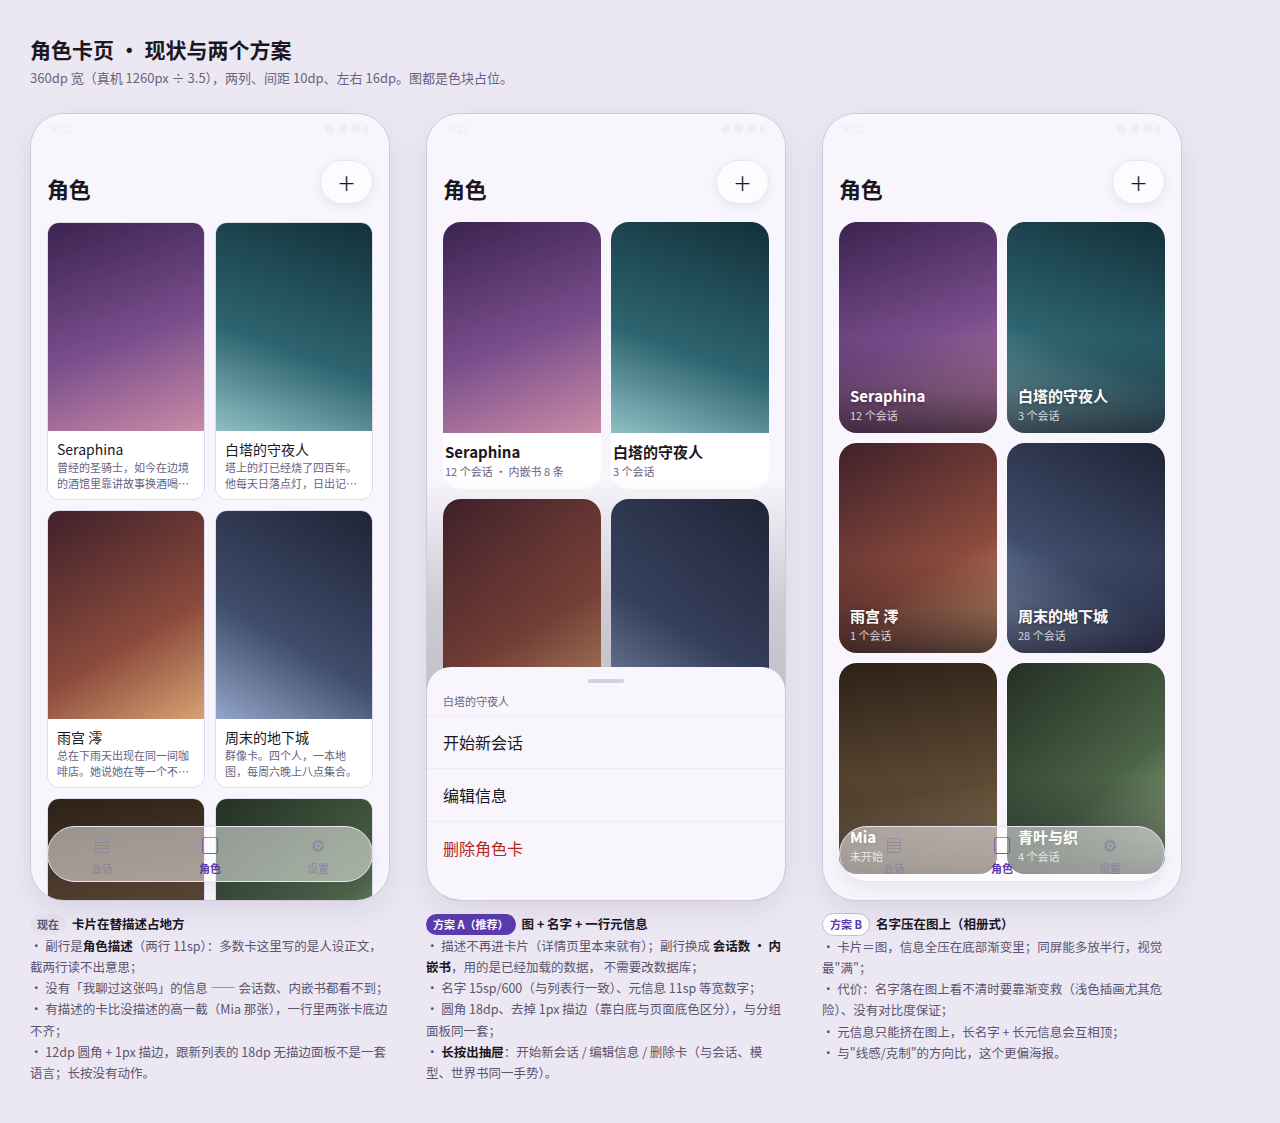 角色卡页 · 现状与两个方案
360dp 宽（真机 1260px ÷ 3.5），两列、间距 10dp、左右 16dp。图都是色块占位。
角色
+
Seraphina
曾经的圣骑士，如今在边境
的酒馆里靠讲故事换酒喝…
白塔的守夜人
塔上的灯已经烧了四百年。
他每天日落点灯，日出记…
雨宫 澪
总在下雨天出现在同一间咖
啡店。她说她在等一个不…
周末的地下城
群像卡。四个人，一本地
图，每周六晚上八点集合。
会话
角色
设置
现在 卡片在替描述占地方
· 副行是角色描述（两行 11sp）：多数卡这里写的是人设正文，
截两行读不出意思；
· 没有「我聊过这张吗」的信息 —— 会话数、内嵌书都看不到；
· 有描述的卡比没描述的高一截（Mia 那张），一行里两张卡底边
不齐；
· 12dp 圆角 + 1px 描边，跟新列表的 18dp 无描边面板不是一套
语言；长按没有动作。
角色
+
Seraphina
12 个会话 · 内嵌书 8 条
白塔的守夜人
3 个会话
白塔的守夜人
开始新会话
编辑信息
删除角色卡
方案 A（推荐） 图 + 名字 + 一行元信息
· 描述不再进卡片（详情页里本来就有）；副行换成 会话数 · 内
嵌书，用的是已经加载的数据， 不需要改数据库；
· 名字 15sp/600（与列表行一致）、元信息 11sp 等宽数字；
· 圆角 18dp、去掉 1px 描边（靠白底与页面底色区分），与分组
面板同一套；
· 长按出抽屉：开始新会话 / 编辑信息 / 删除卡（与会话、模
型、世界书同一手势）。
角色
+
Seraphina
12 个会话
白塔的守夜人
3 个会话
雨宫 澪
1 个会话
周末的地下城
28 个会话
Mia
未开始
青叶与织
4 个会话
会话
角色
设置
方案 B 名字压在图上（相册式）
· 卡片＝图，信息全压在底部渐变里；同屏能多放半行，视觉
最"满"；
· 代价：名字落在图上看不清时要靠渐变（浅色插画尤其危
险）、没有对比度保证；
· 元信息只能挤在图上，长名字 + 长元信息会互相顶；
· 与"线感/克制"的方向比，这个更偏海报。